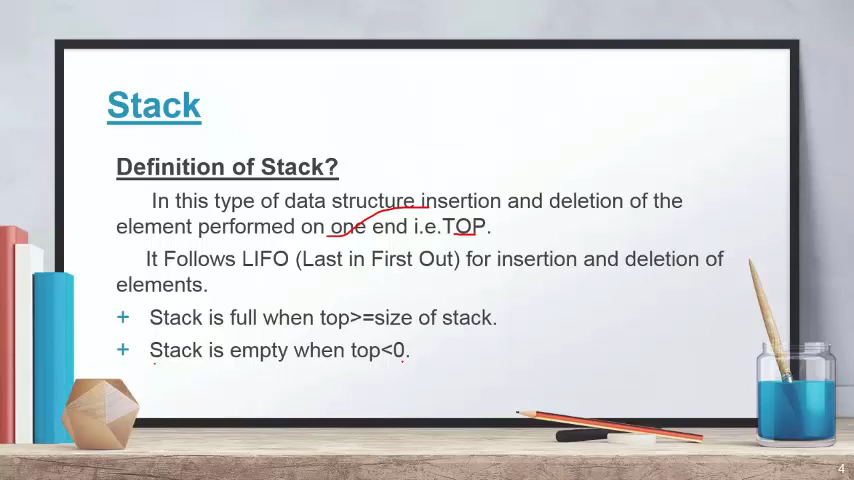 Stack
Definition of Stack?
In this type of data structure insertion and deletion of the
element performed on one end i.e.TOP.
It Follows LIFO (Last in First Out) for insertion and deletion of
elements.
+ Stack is full when top>=size of stack.
+ Stack is empty when top<0.
4